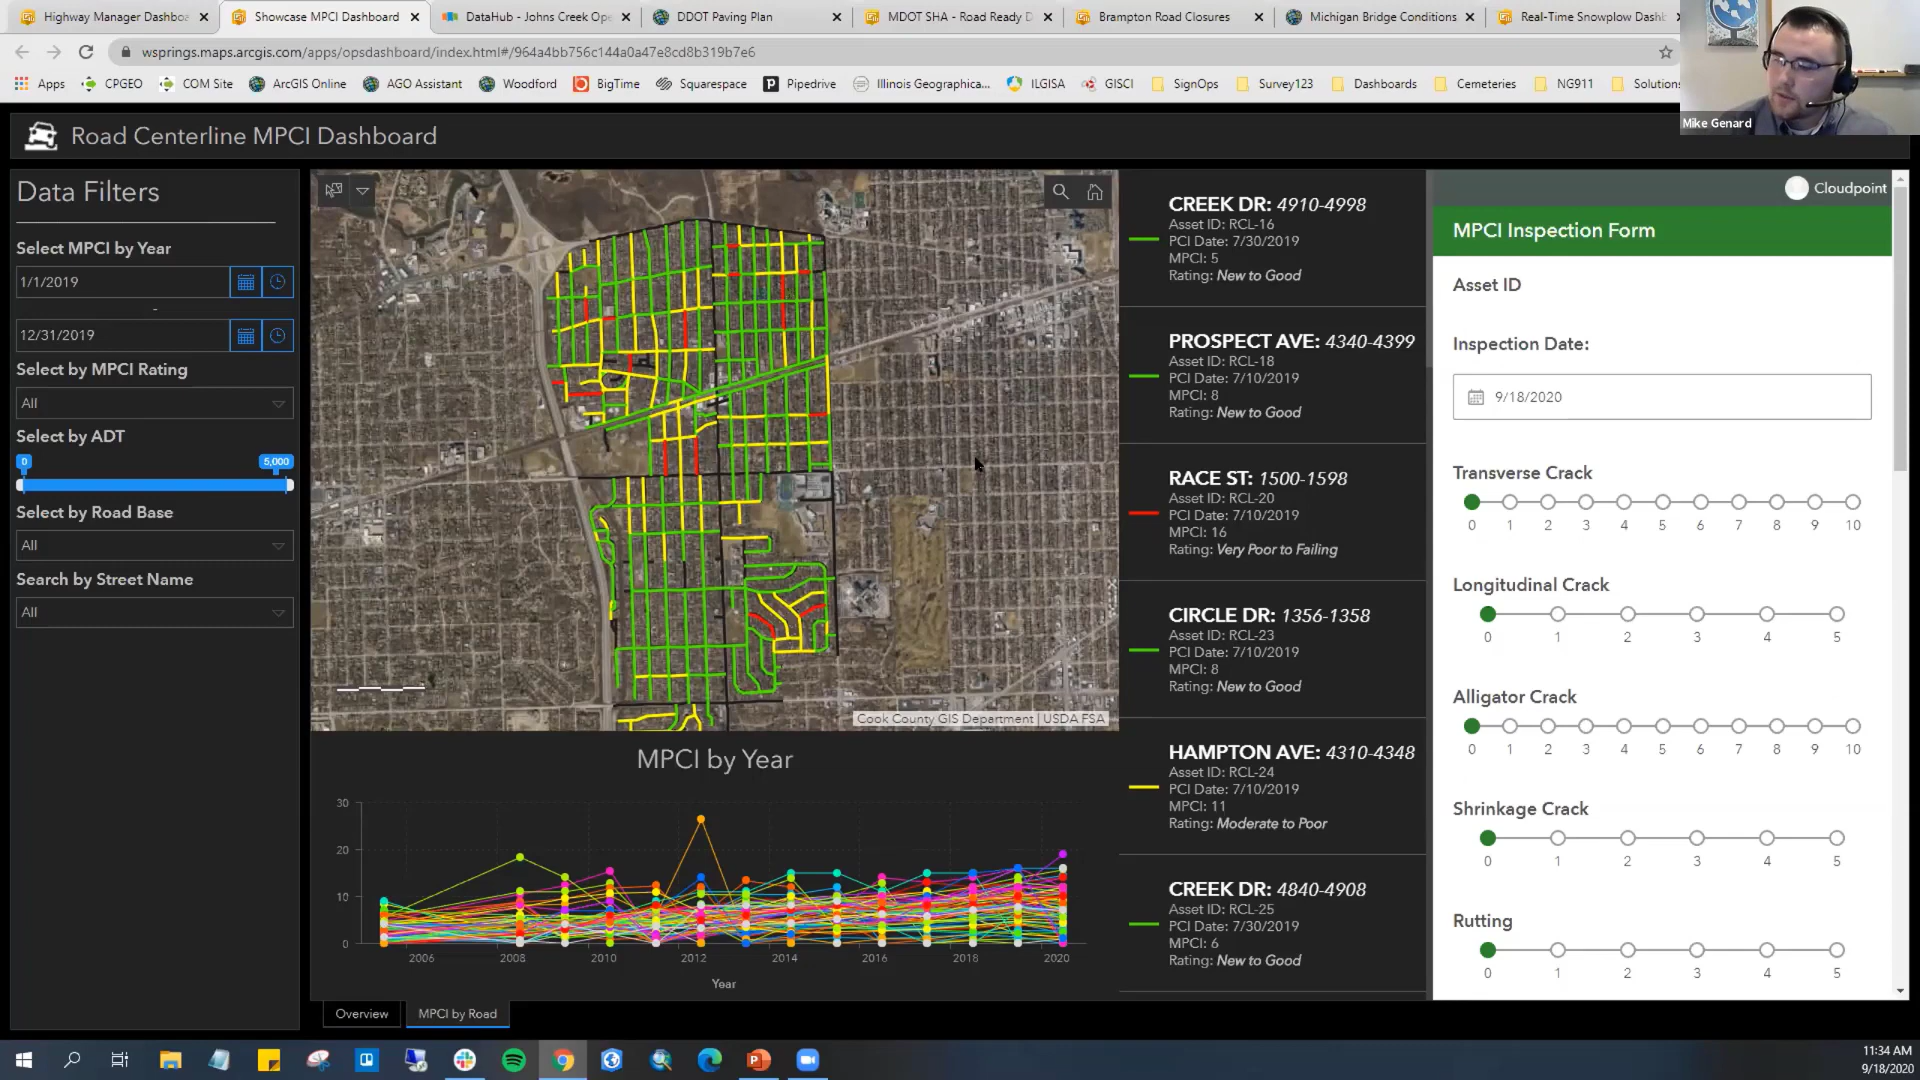 Highway Manager Dashboa
Showcase MPCI Dashboard
DataHub - Johns Creek Ope
DDOT Paving Plan
MDOT SHA - Road Ready D
Brampton Road Closures
Michigan Bridge Conditions
Real-Time Snowplow Dashb
wsprings.maps.arcgis.com/apps/opsdashboard/index.html#/964a4bb756c144a0a47e8cd8b319b7e6
Apps CPGEO COM Site ArcGIS Online AGO Assistant Woodford BigTime Squarespace Pipedrive Illinois Geographica... ILGISA GISCI SignOps Survey123 Dashboards Cemeteries NG911 Solution
Mike Genard
Road Centerline MPCI Dashboard
Data Filters
Select MPCI by Year
1/1/2019
-
12/31/2019
Select by MPCI Rating
All
Select by ADT
0 5,000
Select by Road Base
All
Search by Street Name
All
Cook County GIS Department | USDA FSA
MPCI by Year
30
20
10
0
2006 2008 2010 2012 2014 2016 2018 2020
Year
Overview MPCI by Road
CREEK DR: 4910-4998
Asset ID: RCL-16
PCI Date: 7/30/2019
MPCI: 5
Rating: New to Good
PROSPECT AVE: 4340-4399
Asset ID: RCL-18
PCI Date: 7/10/2019
MPCI: 8
Rating: New to Good
RACE ST: 1500-1598
Asset ID: RCL-20
PCI Date: 7/10/2019
MPCI: 16
Rating: Very Poor to Failing
CIRCLE DR: 1356-1358
Asset ID: RCL-23
PCI Date: 7/10/2019
MPCI: 8
Rating: New to Good
HAMPTON AVE: 4310-4348
Asset ID: RCL-24
PCI Date: 7/10/2019
MPCI: 11
Rating: Moderate to Poor
CREEK DR: 4840-4908
Asset ID: RCL-25
PCI Date: 7/30/2019
MPCI: 6
Rating: New to Good
Cloudpoint
MPCI Inspection Form
Asset ID
Inspection Date:
9/18/2020
Transverse Crack
0 1 2 3 4 5 6 7 8 9 10
Longitudinal Crack
0 1 2 3 4 5
Alligator Crack
0 1 2 3 4 5 6 7 8 9 10
Shrinkage Crack
0 1 2 3 4 5
Rutting
0 1 2 3 4 5
11:34 AM
9/18/2020